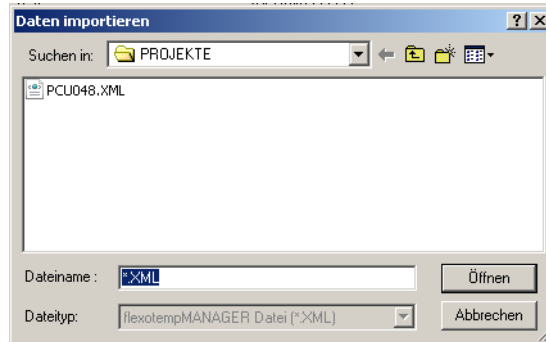 Daten importieren
Suchen in: PROJEKTE
PCU048.XML
Dateiname : *.XML
Öffnen
Dateityp: flexotempMANAGER Datei (*.XML)
Abbrechen